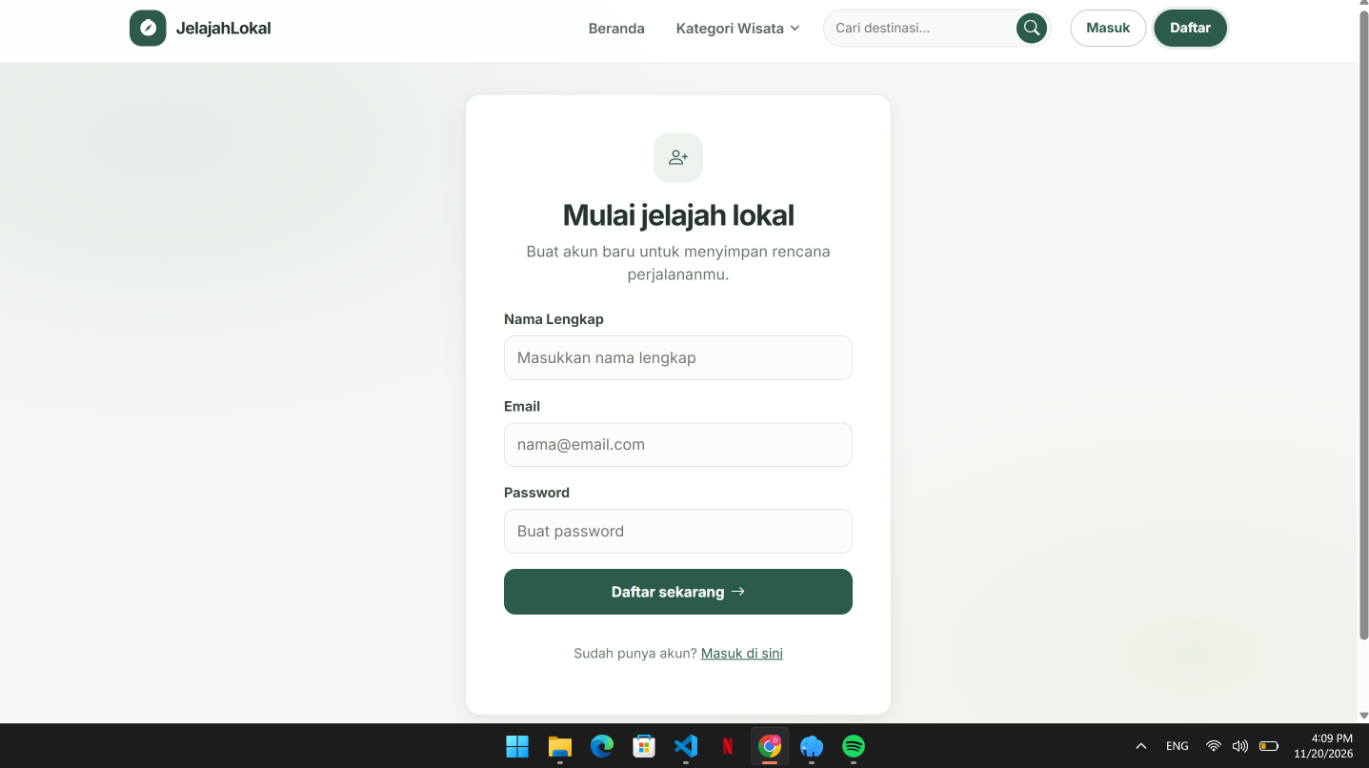 JelajahLokal
Beranda
Kategori Wisata
Cari destinasi...
Masuk
Daftar
Mulai jelajah lokal
Buat akun baru untuk menyimpan rencana
perjalananmu.
Nama Lengkap
Masukkan nama lengkap
Email
nama@email.com
Password
Buat password
Daftar sekarang →
Sudah punya akun? Masuk di sini
ENG
4:09 PM
11/20/2026